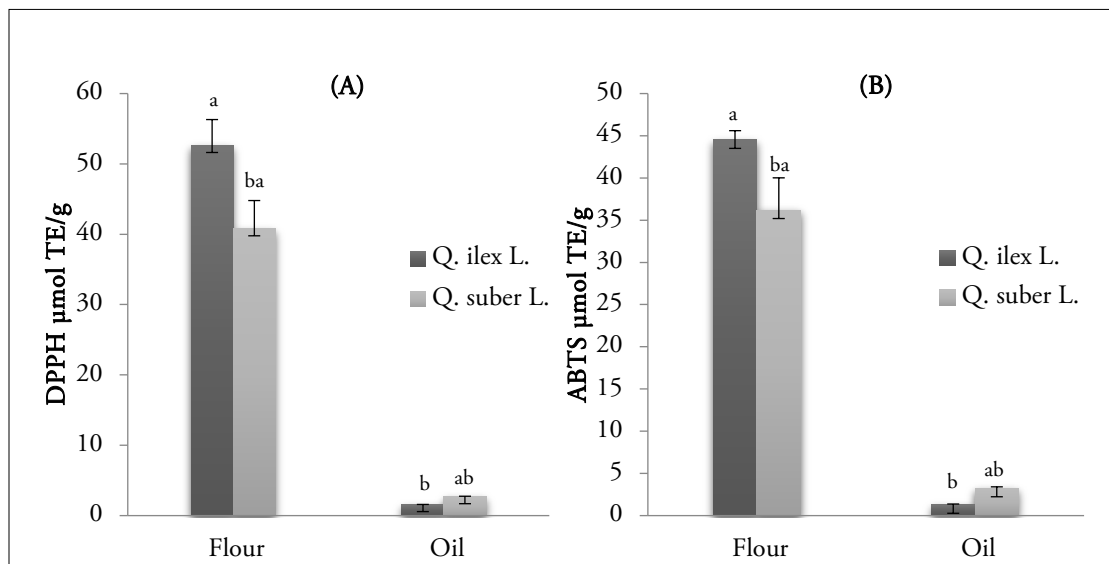 (A)
DPPH µmol TE/g
60
50
40
30
20
10
0
a
ba
b
ab
Flour
Oil
Q. ilex L.
Q. suber L.
(B)
ABTS µmol TE/g
50
45
40
35
30
25
20
15
10
5
0
a
ba
b
ab
Flour
Oil
Q. ilex L.
Q. suber L.